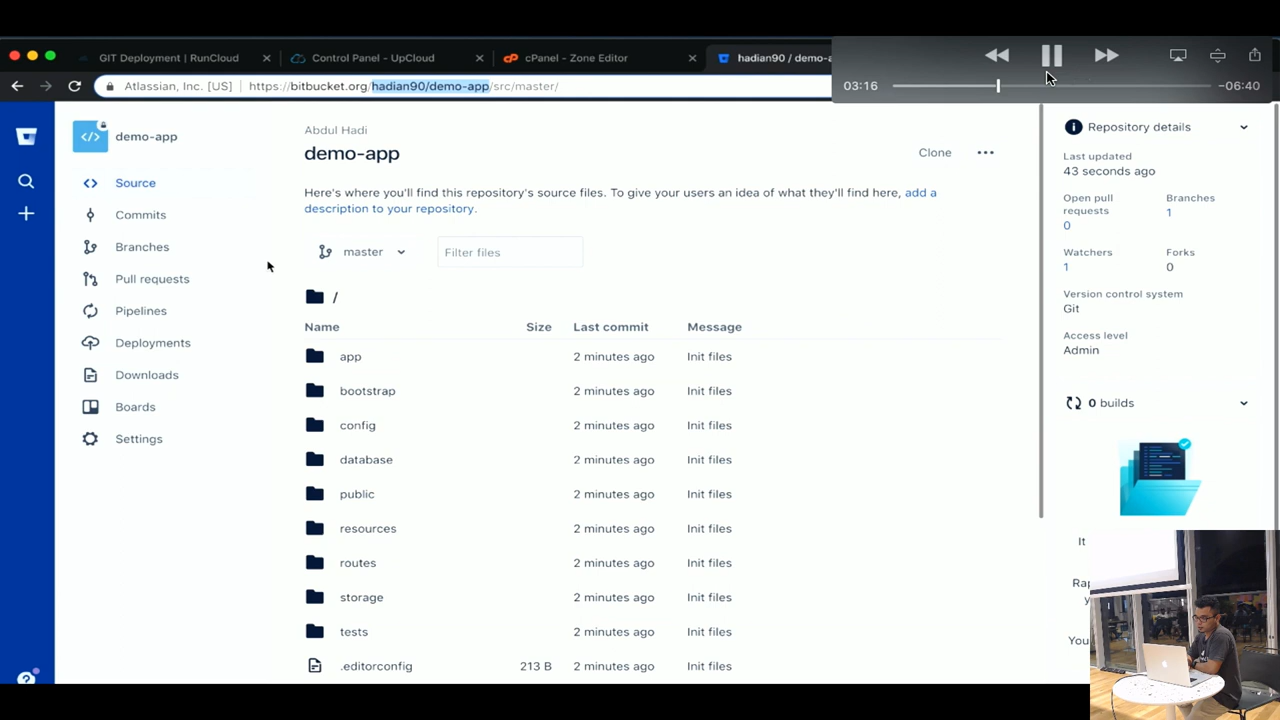 GIT Deployment | RunCloud
Control Panel - UpCloud
cPanel - Zone Editor
hadian90 / demo-a
03:16
-06:40
Atlassian, Inc. [US]
https://bitbucket.org/hadian90/demo-app/src/master/
demo-app
Source
Commits
Branches
Pull requests
Pipelines
Deployments
Downloads
Boards
Settings
Abdul Hadi
demo-app
Clone
Here's where you'll find this repository's source files. To give your users an idea of what they'll find here, add a
description to your repository.
master
Filter files
/
Name Size Last commit Message
app 2 minutes ago Init files
bootstrap 2 minutes ago Init files
config 2 minutes ago Init files
database 2 minutes ago Init files
public 2 minutes ago Init files
resources 2 minutes ago Init files
routes 2 minutes ago Init files
storage 2 minutes ago Init files
tests 2 minutes ago Init files
.editorconfig 213 B 2 minutes ago Init files
Repository details
Last updated
43 seconds ago
Open pull
requests
0
Branches
1
Watchers
1
Forks
0
Version control system
Git
Access level
Admin
0 builds
It
Rap
y
You